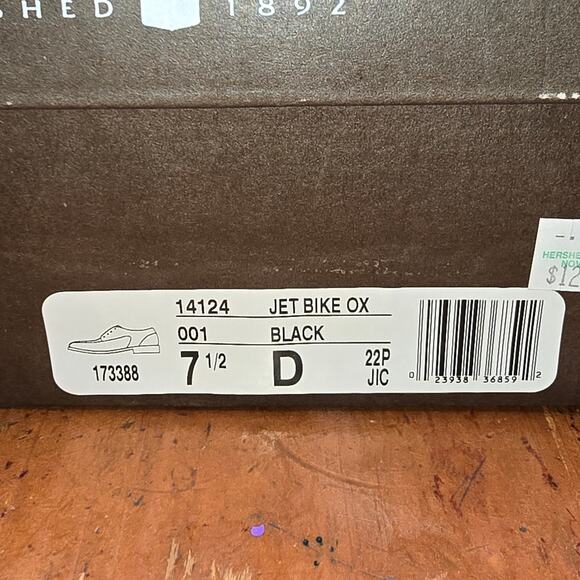 SHED 1892
HERSHE
NOW
$12
14124 JET BIKE OX
001 BLACK
7 1/2 D 22P
JIC
173388
0 23938 36859 2